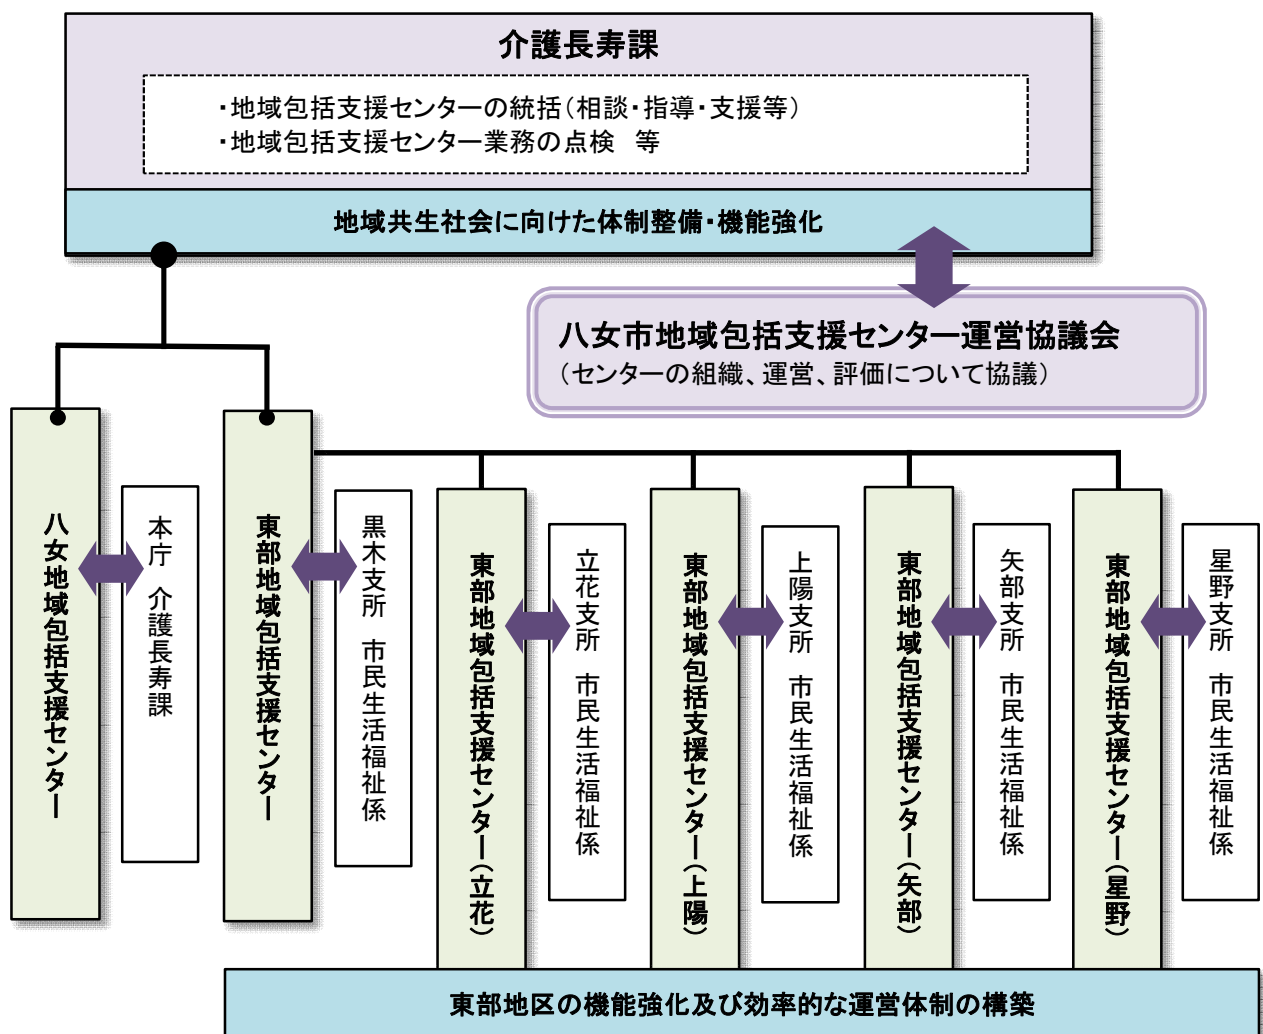 介護長寿課
・地域包括支援センターの統括（相談・指導・支援等）
・地域包括支援センター業務の点検　等
地域共生社会に向けた体制整備・機能強化
八女市地域包括支援センター運営協議会
（センターの組織、運営、評価について協議）
八女地域包括支援センター
本庁　介護長寿課
東部地域包括支援センター
黒木支所　市民生活福祉係
東部地域包括支援センター（立花）
立花支所　市民生活福祉係
東部地域包括支援センター（上陽）
上陽支所　市民生活福祉係
東部地域包括支援センター（矢部）
矢部支所　市民生活福祉係
東部地域包括支援センター（星野）
星野支所　市民生活福祉係
東部地区の機能強化及び効率的な運営体制の構築